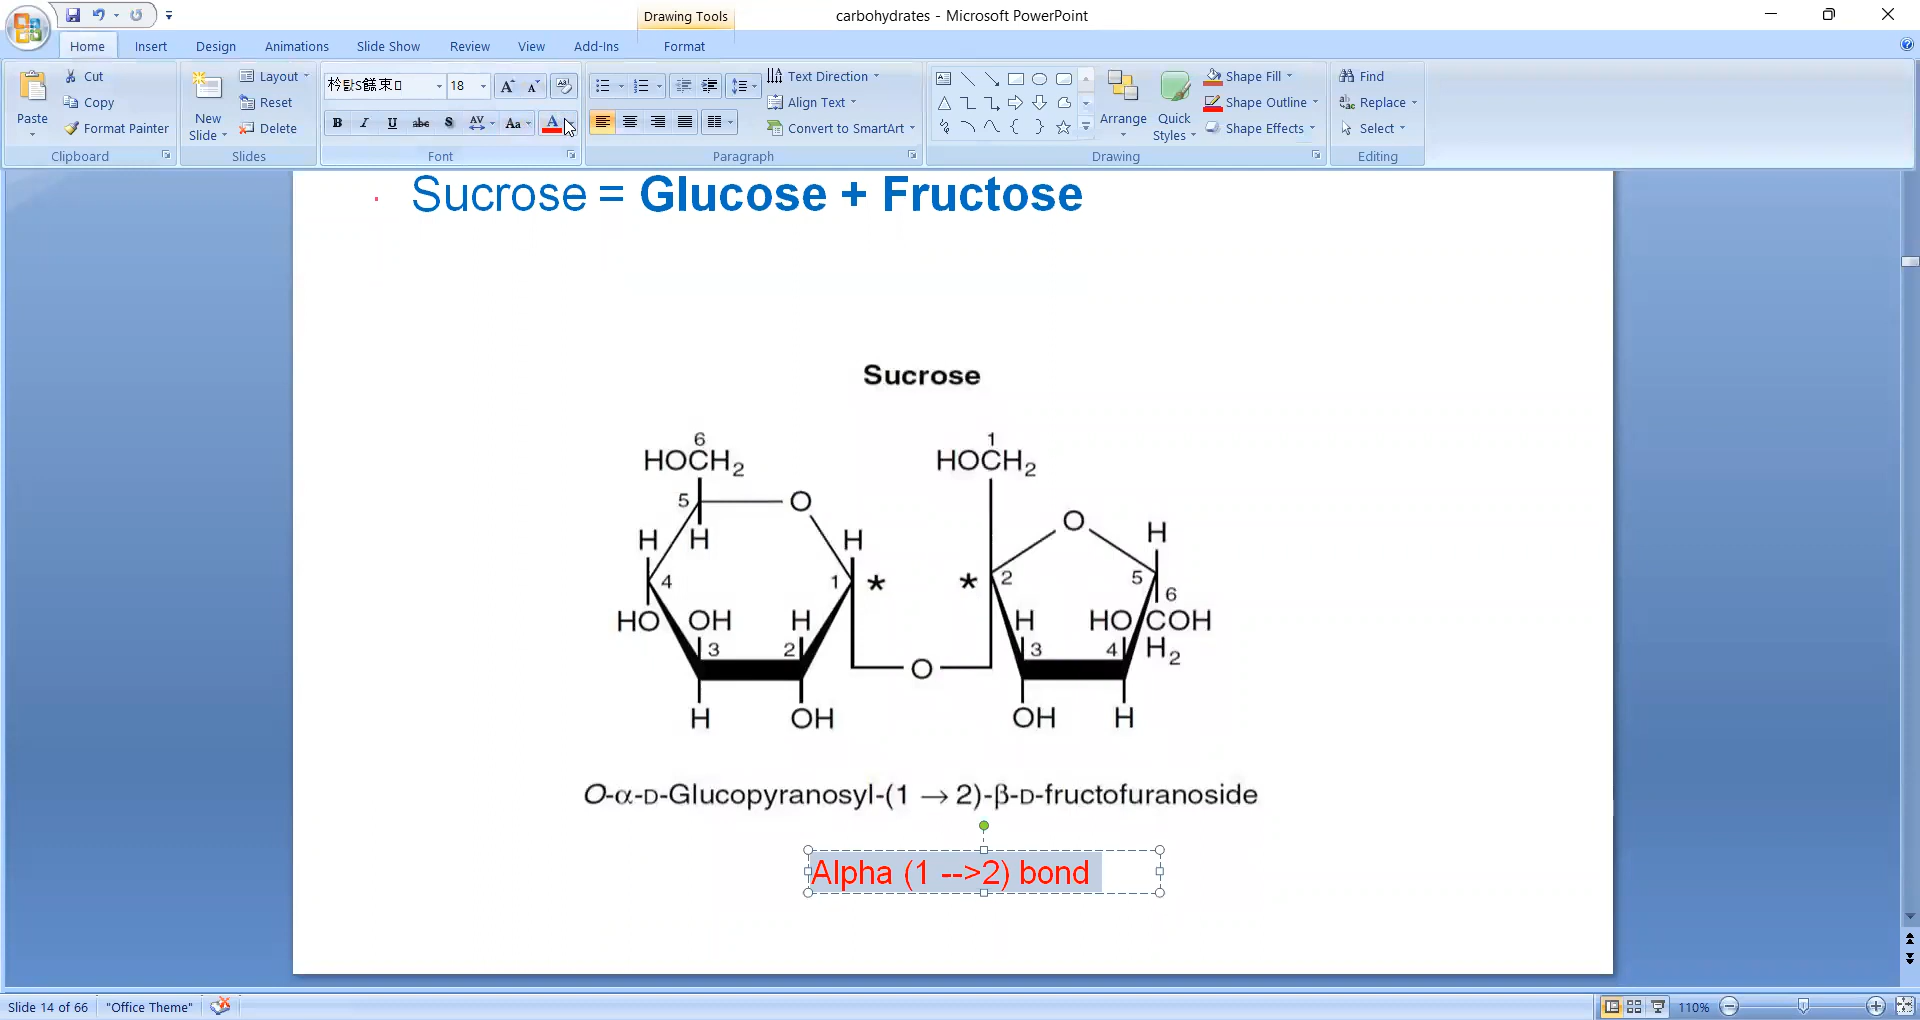 Drawing Tools
carbohydrates - Microsoft PowerPoint
Home Insert Design Animations Slide Show Review View Add-Ins Format
Paste
Cut
Copy
Format Painter
Clipboard
New Slide
Layout
Reset
Delete
Slides
18
B I U abc S AV Aa A
Font
Text Direction
Align Text
Convert to SmartArt
Paragraph
Arrange
Quick Styles
Shape Fill
Shape Outline
Shape Effects
Drawing
Find
Replace
Select
Editing
· Sucrose = Glucose + Fructose
Sucrose
6 1
HOCH2 HOCH2
5 O O H
H H H
4 1 * * 2 5
6
HO OH H H HO COH
3 2 3 4 H2
O
H OH OH H
O-α-D-Glucopyranosyl-(1 → 2)-β-D-fructofuranoside
Alpha (1 -->2) bond
Slide 14 of 66 "Office Theme" 110%